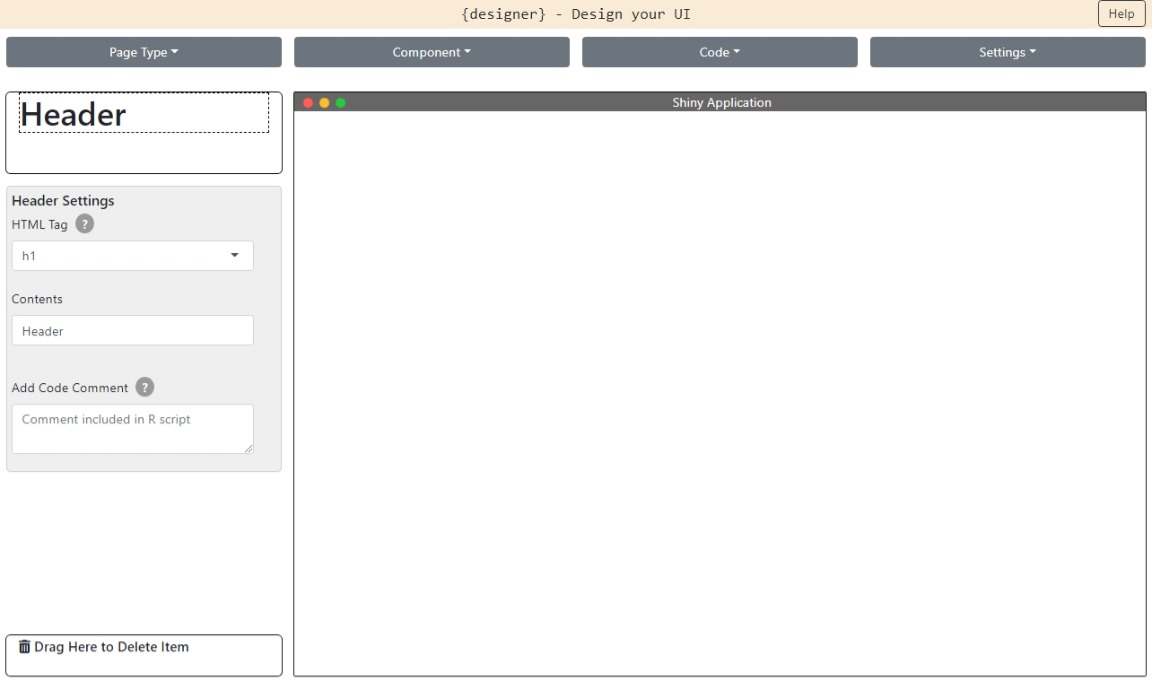 {designer} - Design your UI
Help
Page Type
Component
Code
Settings
Header
Shiny Application
Header Settings
HTML Tag ?
h1
Contents
Header
Add Code Comment ?
Comment included in R script
Drag Here to Delete Item